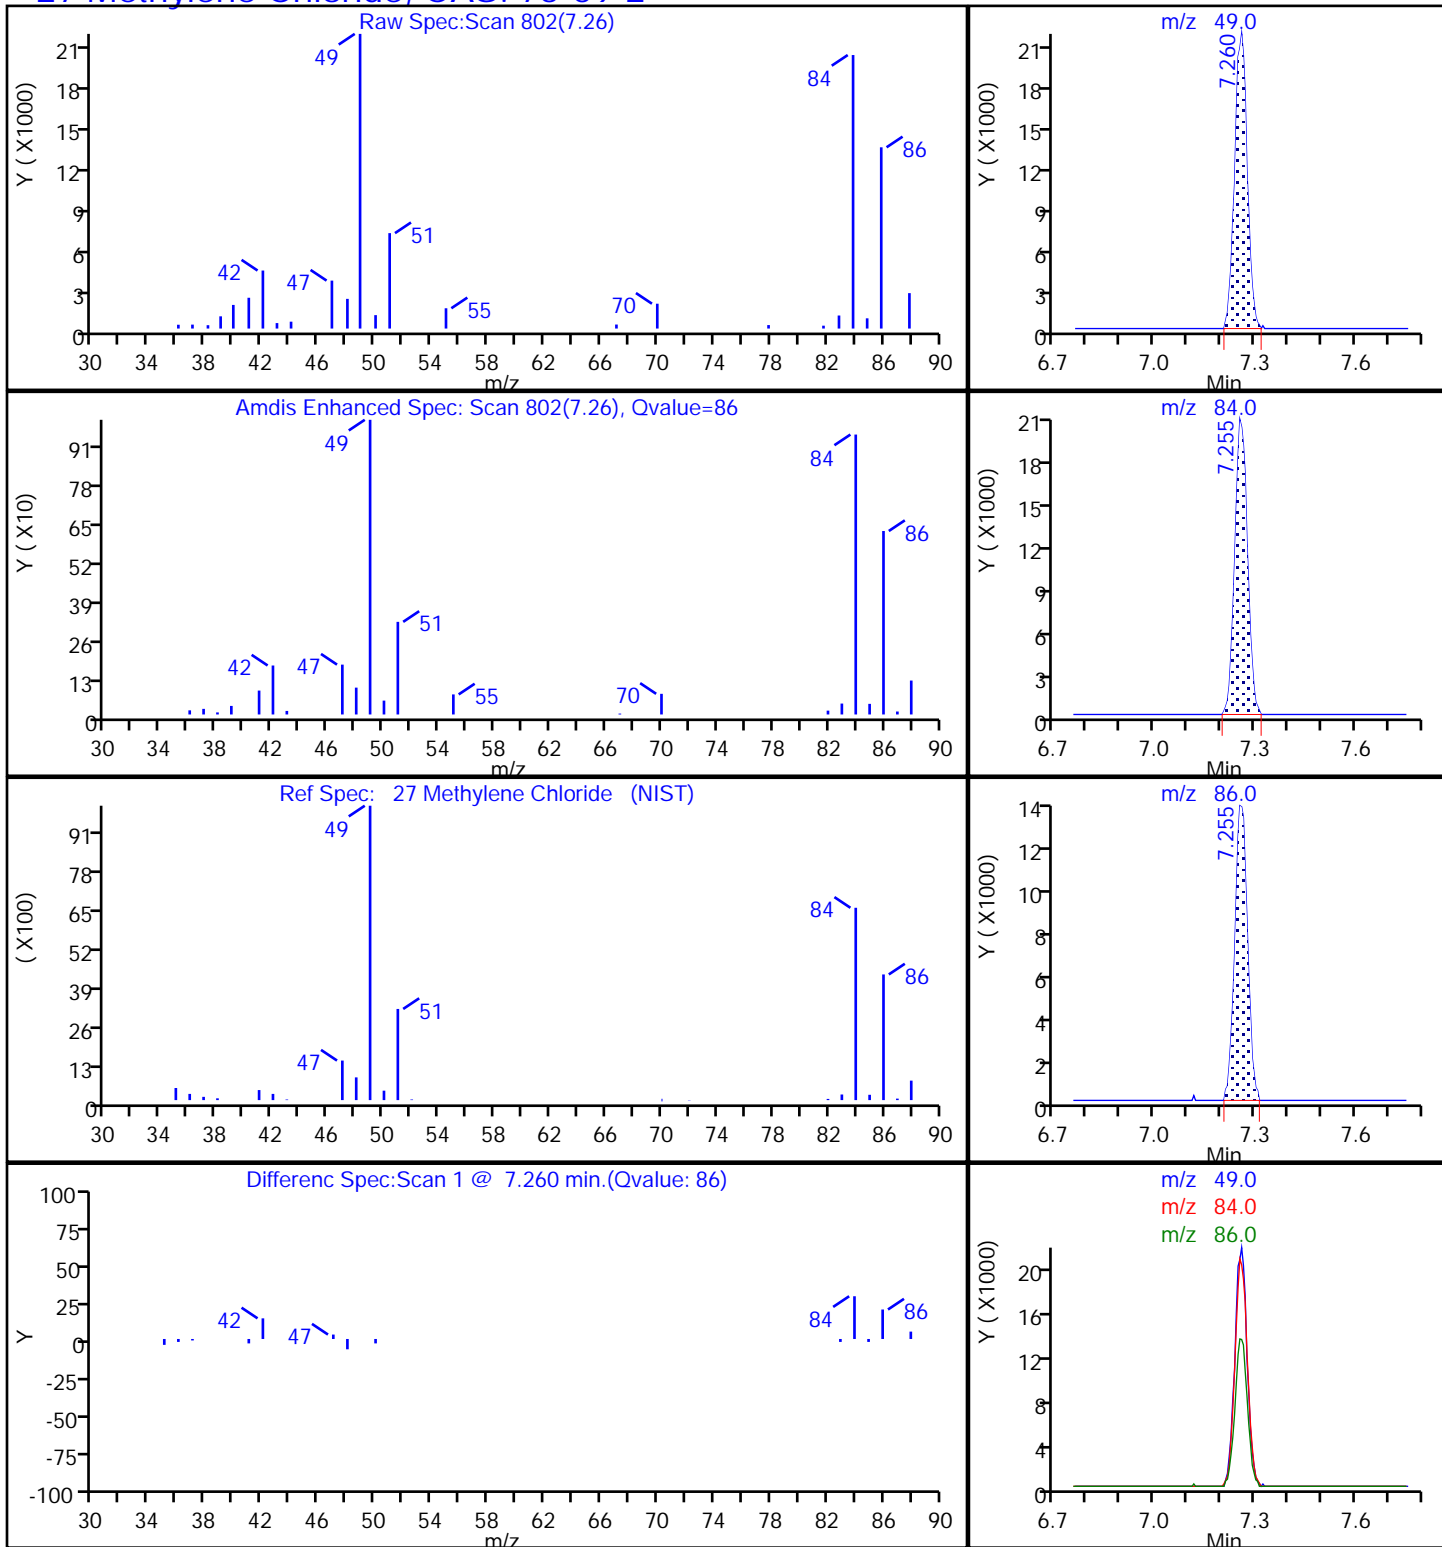 27 Methylene Chloride, CAS: 75-09-2
Raw Spec:Scan 802(7.26)
Y ( X1000)
21
18
15
12
9
6
3
0
49
84
86
51
42
47
55
70
30 34 38 42 46 50 54 58 62 66 70 74 78 82 86 90
m/z
m/z 49.0
Y ( X1000)
21
18
15
12
9
6
3
0
7.260
6.7 7.0 7.3 7.6
Min
Amdis Enhanced Spec: Scan 802(7.26), Qvalue=86
Y ( X10)
91
78
65
52
39
26
13
0
49
84
86
51
42
47
55
70
30 34 38 42 46 50 54 58 62 66 70 74 78 82 86 90
m/z
m/z 84.0
Y ( X1000)
21
18
15
12
9
6
3
0
7.255
6.7 7.0 7.3 7.6
Min
Ref Spec: 27 Methylene Chloride (NIST)
( X100)
91
78
65
52
39
26
13
0
49
84
86
51
47
30 34 38 42 46 50 54 58 62 66 70 74 78 82 86 90
m/z
m/z 86.0
Y ( X1000)
14
12
10
8
6
4
2
0
7.255
6.7 7.0 7.3 7.6
Min
Differenc Spec:Scan 1 @ 7.260 min.(Qvalue: 86)
Y
100
75
50
25
0
-25
-50
-75
-100
42
47
84
86
30 34 38 42 46 50 54 58 62 66 70 74 78 82 86 90
m/z
m/z 49.0
m/z 84.0
m/z 86.0
Y ( X1000)
20
16
12
8
4
0
6.7 7.0 7.3 7.6
Min